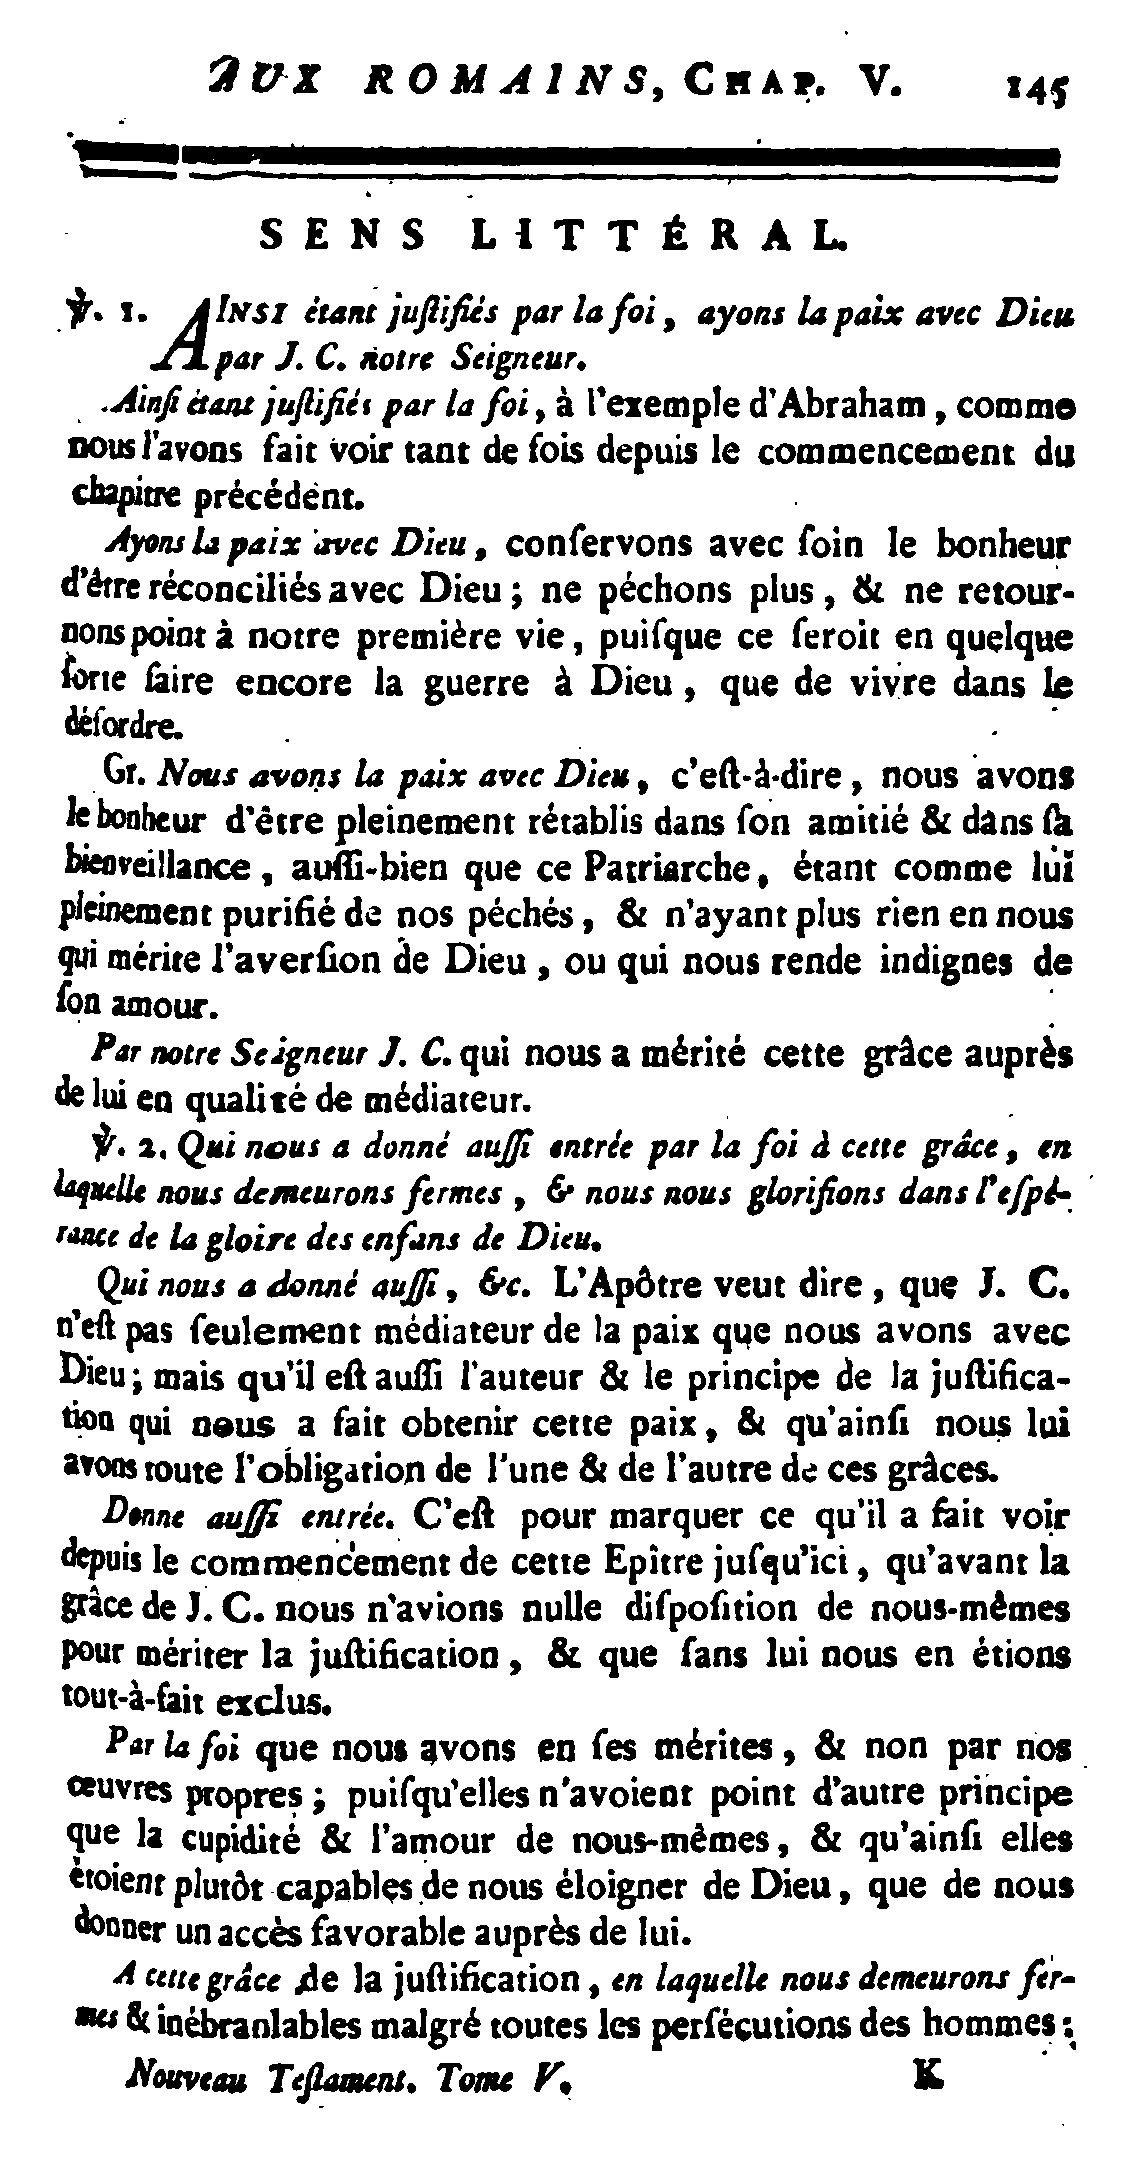 AUX ROMAINS, CHAP. V. 145
SENS LITTÉRAL.
℣. 1. AINSI étant juſtifiés par la foi, ayons la paix avec Dieu
par J. C. notre Seigneur.
Ainſi étant juſtifiés par la foi, à l'exemple d'Abraham, comme
nous l'avons fait voir tant de fois depuis le commencement du
chapitre précédent.
Ayons la paix avec Dieu, conſervons avec ſoin le bonheur
d'être réconciliés avec Dieu; ne péchons plus, & ne retour-
nons point à notre première vie, puiſque ce ſeroit en quelque
ſorte faire encore la guerre à Dieu, que de vivre dans le
déſordre.
Gr. Nous avons la paix avec Dieu, c'eſt-à-dire, nous avons
le bonheur d'être pleinement rétablis dans ſon amitié & dans ſa
bienveillance, auſſi-bien que ce Patriarche, étant comme lui
pleinement purifié de nos péchés, & n'ayant plus rien en nous
qui mérite l'averſion de Dieu, ou qui nous rende indignes de
ſon amour.
Par notre Seigneur J. C. qui nous a mérité cette grâce auprès
de lui en qualité de médiateur.
℣. 2. Qui nous a donné auſſi entrée par la foi à cette grâce, en
laquelle nous demeurons fermes, & nous nous glorifions dans l'eſpé-
rance de la gloire des enfans de Dieu.
Qui nous a donné auſſi, &c. L'Apôtre veut dire, que J. C.
n'eſt pas ſeulement médiateur de la paix que nous avons avec
Dieu; mais qu'il eſt auſſi l'auteur & le principe de la juſtifica-
tion qui nous a fait obtenir cette paix, & qu'ainſi nous lui
avons toute l'obligation de l'une & de l'autre de ces grâces.
Donne auſſi entrée. C'eſt pour marquer ce qu'il a fait voir
depuis le commencement de cette Epître juſqu'ici, qu'avant la
grâce de J. C. nous n'avions nulle diſpoſition de nous-mêmes
pour mériter la juſtification, & que ſans lui nous en étions
tout-à-fait exclus.
Par la foi que nous avons en ſes mérites, & non par nos
œuvres propres; puiſqu'elles n'avoient point d'autre principe
que la cupidité & l'amour de nous-mêmes, & qu'ainſi elles
étoient plutôt capables de nous éloigner de Dieu, que de nous
donner un accès favorable auprès de lui.
A cette grâce de la juſtification, en laquelle nous demeurons fer-
mes & inébranlables malgré toutes les perſécutions des hommes;
Nouveau Teſtament. Tome V. K